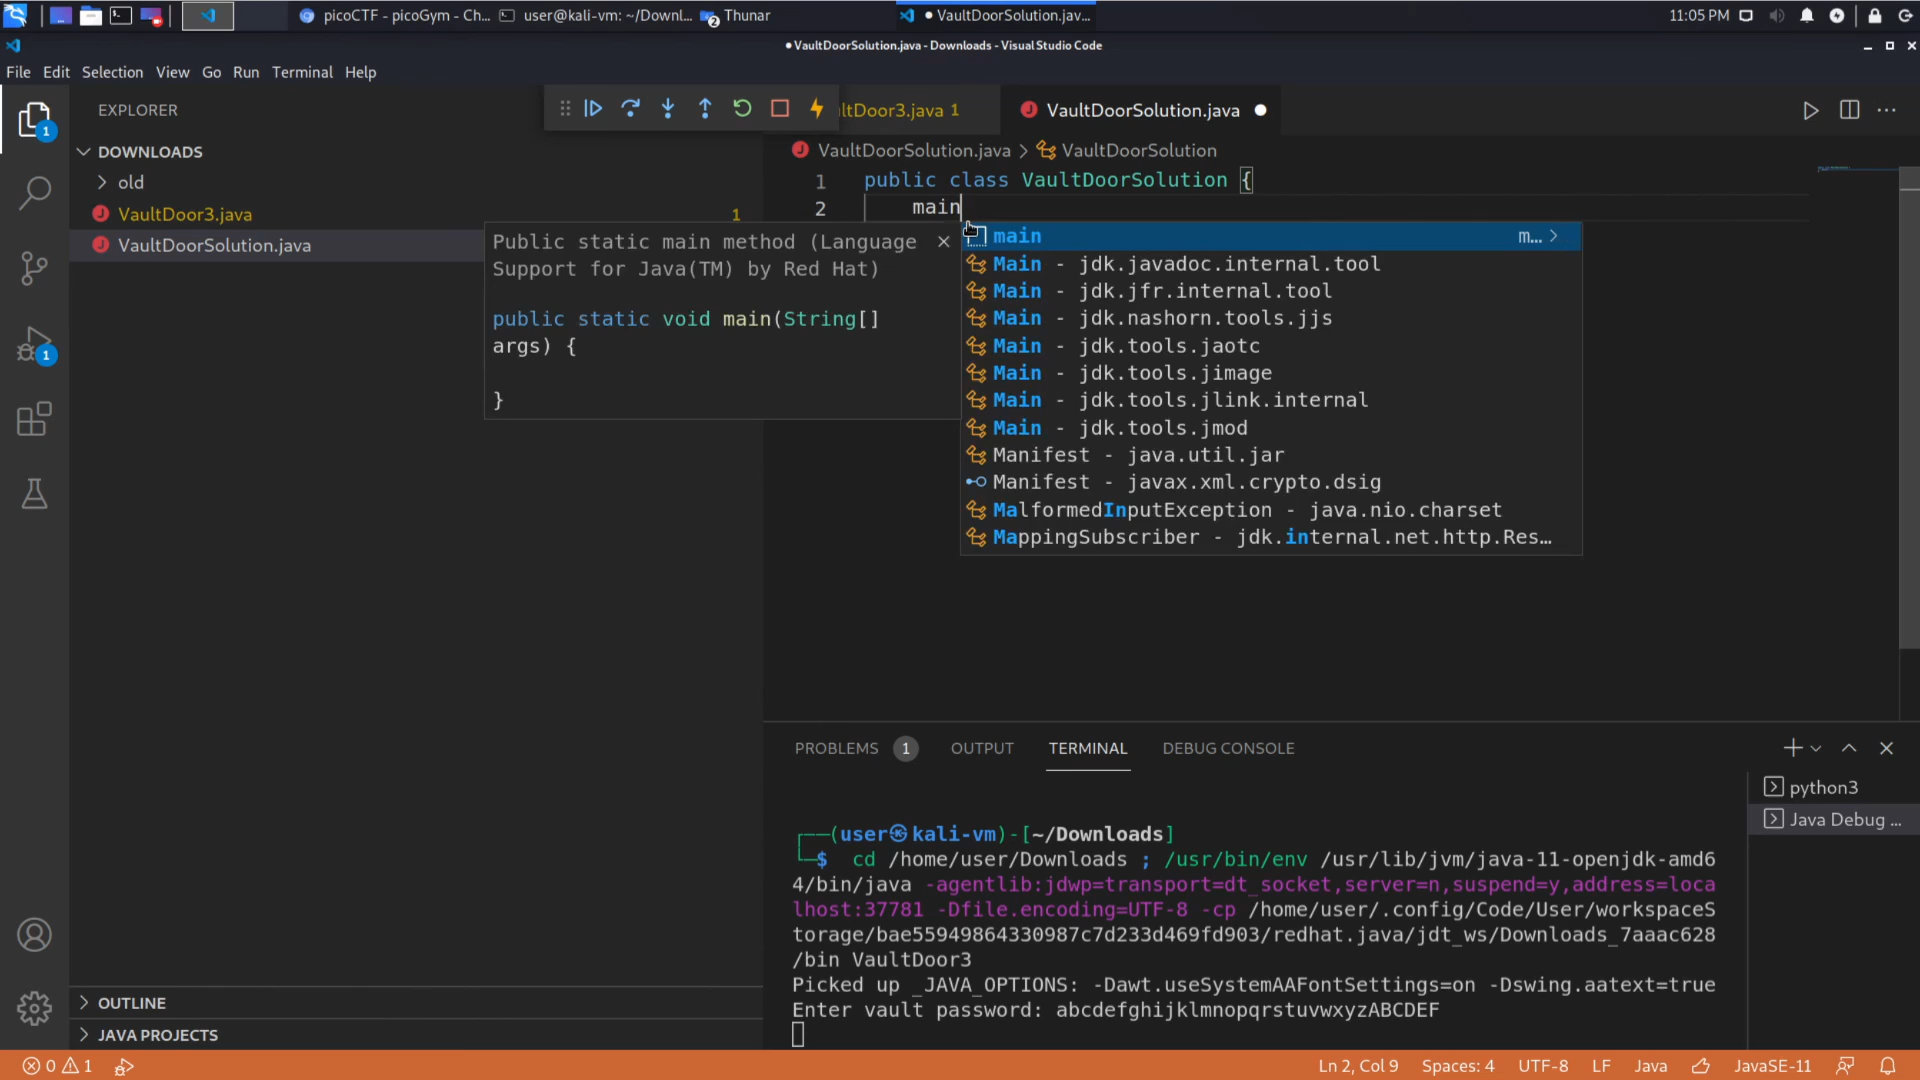 picoCTF - picoGym - Ch...
user@kali-vm: ~/Downl...
2
Thunar
VaultDoorSolution.jav...
11:05 PM
VaultDoorSolution.java - Downloads - Visual Studio Code
File Edit Selection View Go Run Terminal Help
EXPLORER
ltDoor3.java 1
VaultDoorSolution.java
1
DOWNLOADS
VaultDoorSolution.java > VaultDoorSolution
old
1 public class VaultDoorSolution {
VaultDoor3.java 1
2 main
VaultDoorSolution.java
Public static main method (Language
Support for Java(TM) by Red Hat)
public static void main(String[]
args) {
}
main m...
Main - jdk.javadoc.internal.tool
Main - jdk.jfr.internal.tool
Main - jdk.nashorn.tools.jjs
Main - jdk.tools.jaotc
Main - jdk.tools.jimage
Main - jdk.tools.jlink.internal
Main - jdk.tools.jmod
Manifest - java.util.jar
Manifest - javax.xml.crypto.dsig
MalformedInputException - java.nio.charset
MappingSubscriber - jdk.internal.net.http.Res...
1
PROBLEMS 1 OUTPUT TERMINAL DEBUG CONSOLE
python3
Java Debug ...
┌──(user㉿kali-vm)-[~/Downloads]
└─$ cd /home/user/Downloads ; /usr/bin/env /usr/lib/jvm/java-11-openjdk-amd6
4/bin/java -agentlib:jdwp=transport=dt_socket,server=n,suspend=y,address=loca
lhost:37781 -Dfile.encoding=UTF-8 -cp /home/user/.config/Code/User/workspaceS
torage/bae55949864330987c7d233d469fd903/redhat.java/jdt_ws/Downloads_7aaac628
/bin VaultDoor3
Picked up _JAVA_OPTIONS: -Dawt.useSystemAAFontSettings=on -Dswing.aatext=true
Enter vault password: abcdefghijklmnopqrstuvwxyzABCDEF
OUTLINE
JAVA PROJECTS
0 1
Ln 2, Col 9 Spaces: 4 UTF-8 LF Java JavaSE-11